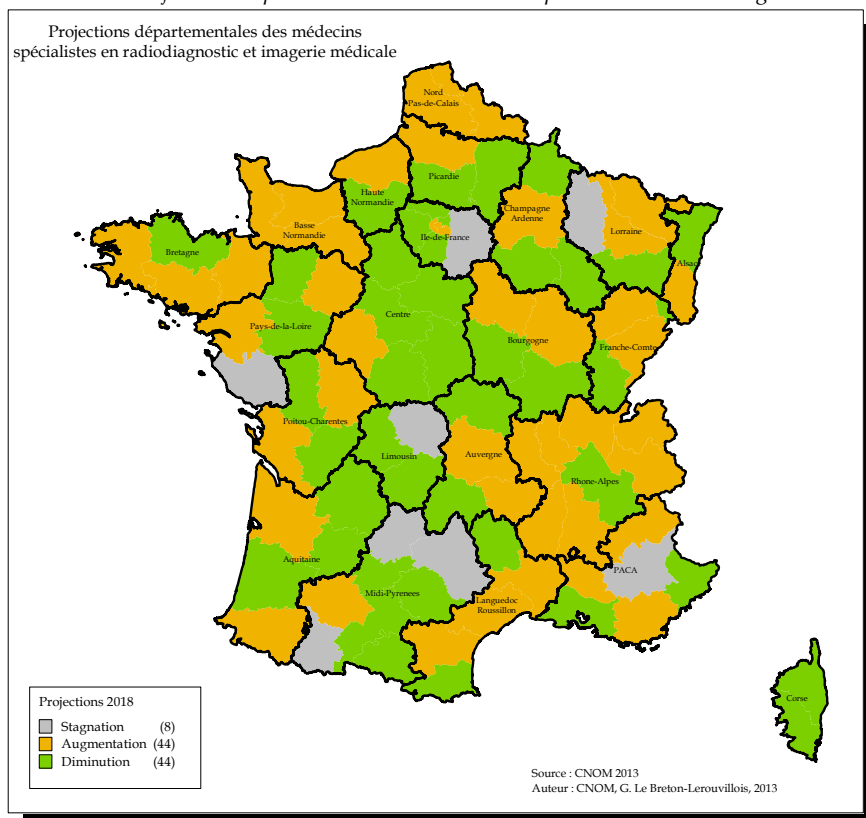 Projections départementales des médecins
spécialistes en radiodiagnostic et imagerie médicale
Nord
Pas-de-Calais
Picardie
Haute
Normandie
Basse
Normandie
Ile-de-France
Champagne
Ardenne
Lorraine
Alsace
Bretagne
Pays-de-la-Loire
Centre
Bourgogne
Franche-Comte
Poitou-Charentes
Limousin
Auvergne
Rhone-Alpes
Aquitaine
Midi-Pyrenees
Languedoc
Roussillon
PACA
Corse
Projections 2018
Stagnation (8)
Augmentation (44)
Diminution (44)
Source : CNOM 2013
Auteur : CNOM, G. Le Breton-Lerouvillois, 2013